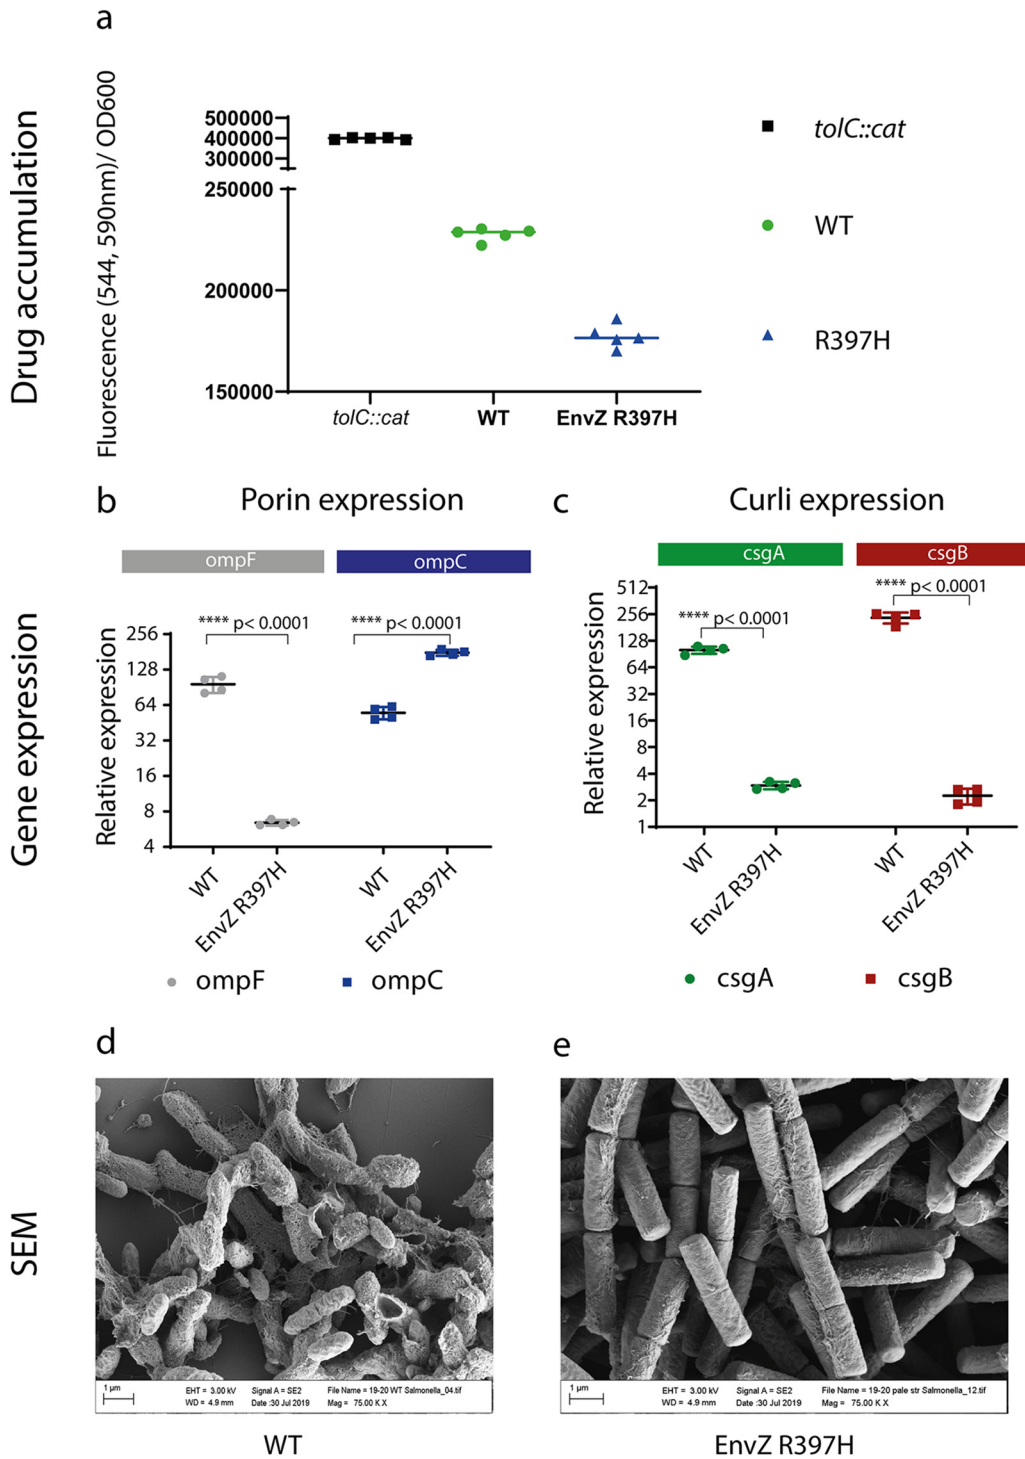 a
Drug accumulation
Fluorescence (544, 590nm)/ OD600
500000
400000
300000
250000
200000
150000
tolC::cat
WT
EnvZ R397H
tolC::cat
WT
R397H
b
Porin expression
c
Curli expression
Gene expression
ompF
ompC
**** p< 0.0001
**** p< 0.0001
Relative expression
256
128
64
32
16
8
4
WT
EnvZ R397H
WT
EnvZ R397H
ompF
ompC
csgA
csgB
**** p< 0.0001
**** p< 0.0001
Relative expression
512
256
128
64
32
16
8
4
2
1
WT
EnvZ R397H
WT
EnvZ R397H
csgA
csgB
SEM
d
1 µm
EHT = 3.00 kV Signal A = SE2 File Name = 19-20 WT Salmonella_04.tif
WD = 4.9 mm Date :30 Jul 2019 Mag = 75.00 K X
WT
e
1 µm
EHT = 3.00 kV Signal A = SE2 File Name = 19-20 pale str Salmonella_12.tif
WD = 4.9 mm Date :30 Jul 2019 Mag = 75.00 K X
EnvZ R397H